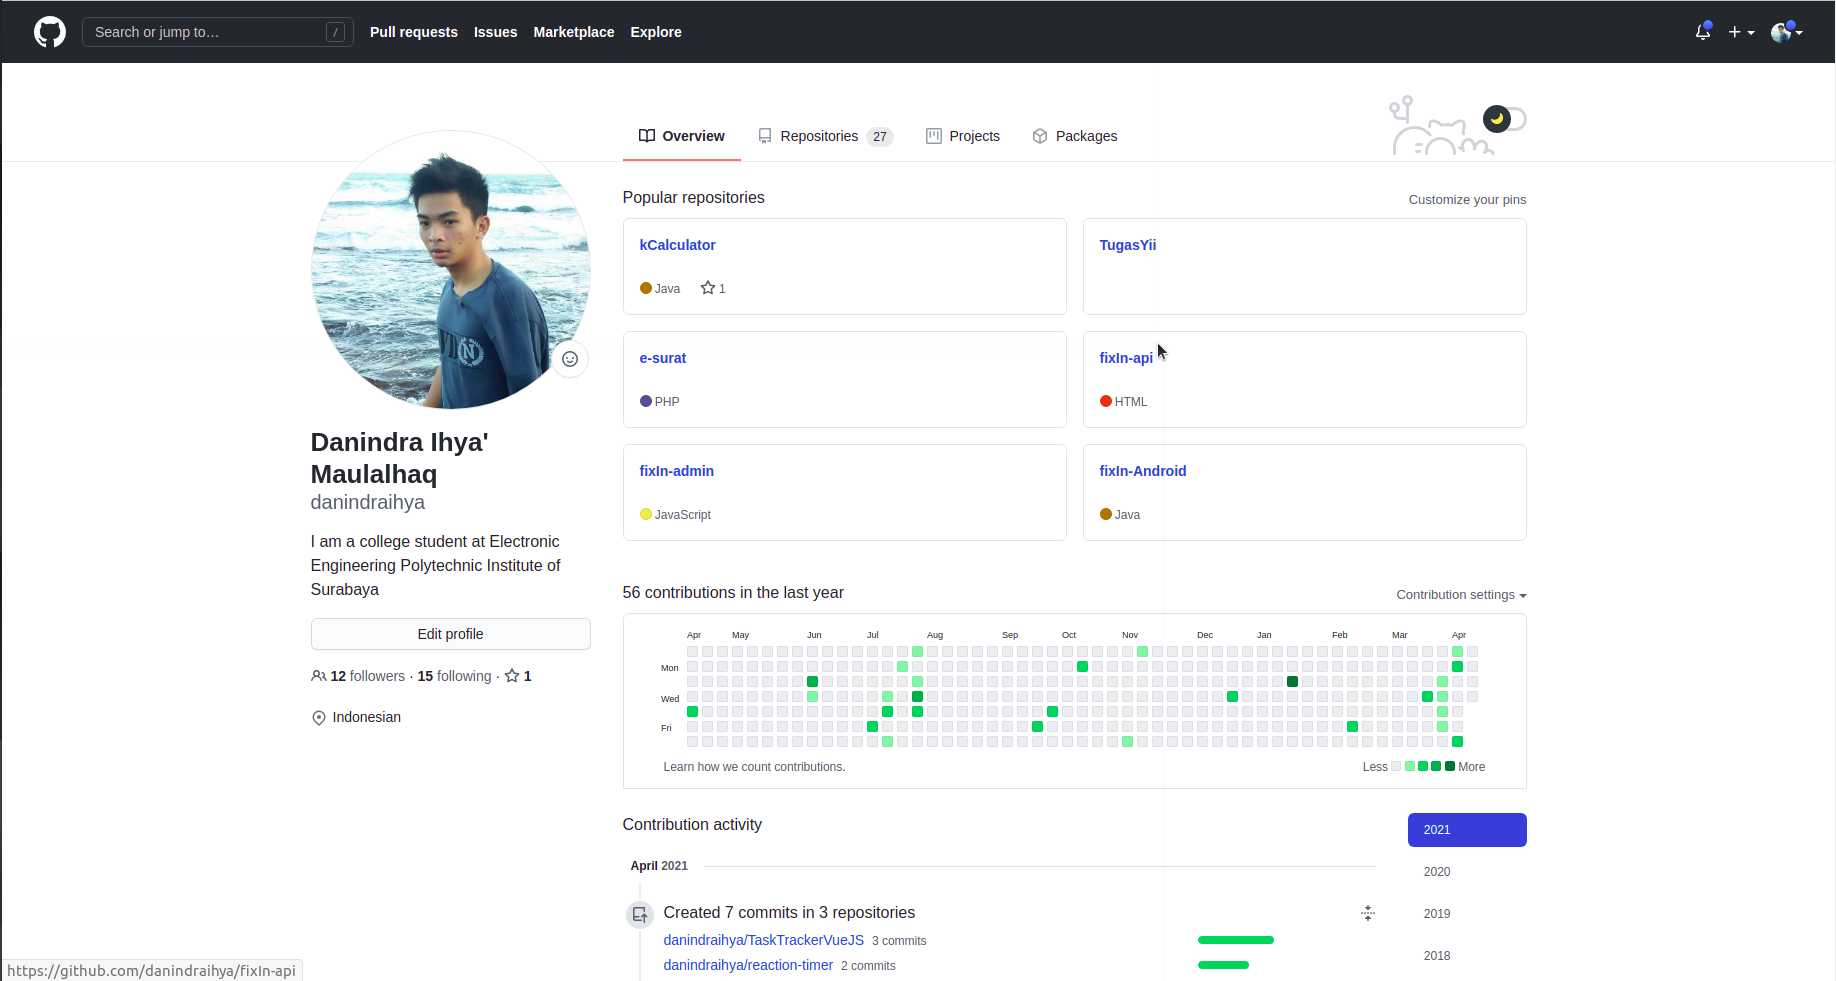 Search or jump to… /
Pull requests
Issues
Marketplace
Explore
Overview
Repositories 27
Projects
Packages
Danindra Ihya'
Maulalhaq
danindraihya
I am a college student at Electronic
Engineering Polytechnic Institute of
Surabaya
Edit profile
12 followers · 15 following · 1
Indonesian
Popular repositories
Customize your pins
kCalculator
Java 1
TugasYii
e-surat
PHP
fixIn-api
HTML
fixIn-admin
JavaScript
fixIn-Android
Java
56 contributions in the last year
Contribution settings
Apr May Jun Jul Aug Sep Oct Nov Dec Jan Feb Mar Apr
Mon
Wed
Fri
Learn how we count contributions.
Less More
Contribution activity
2021
2020
2019
2018
April 2021
Created 7 commits in 3 repositories
danindraihya/TaskTrackerVueJS 3 commits
danindraihya/reaction-timer 2 commits
https://github.com/danindraihya/fixIn-api